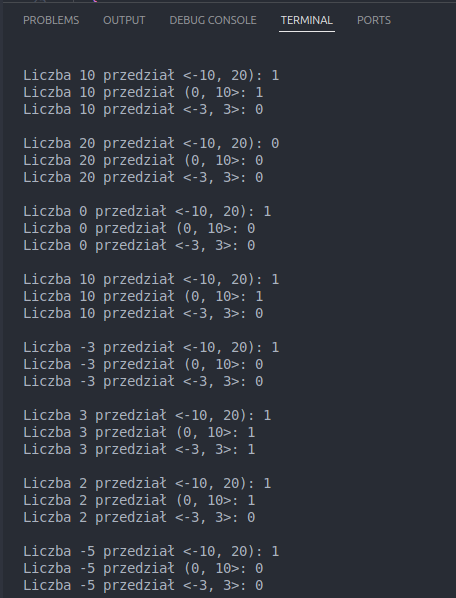 PROBLEMS OUTPUT DEBUG CONSOLE TERMINAL PORTS
Liczba 10 przedział <-10, 20): 1
Liczba 10 przedział (0, 10>: 1
Liczba 10 przedział <-3, 3>: 0
Liczba 20 przedział <-10, 20): 0
Liczba 20 przedział (0, 10>: 0
Liczba 20 przedział <-3, 3>: 0
Liczba 0 przedział <-10, 20): 1
Liczba 0 przedział (0, 10>: 0
Liczba 0 przedział <-3, 3>: 0
Liczba 10 przedział <-10, 20): 1
Liczba 10 przedział (0, 10>: 1
Liczba 10 przedział <-3, 3>: 0
Liczba -3 przedział <-10, 20): 1
Liczba -3 przedział (0, 10>: 0
Liczba -3 przedział <-3, 3>: 0
Liczba 3 przedział <-10, 20): 1
Liczba 3 przedział (0, 10>: 1
Liczba 3 przedział <-3, 3>: 1
Liczba 2 przedział <-10, 20): 1
Liczba 2 przedział (0, 10>: 1
Liczba 2 przedział <-3, 3>: 0
Liczba -5 przedział <-10, 20): 1
Liczba -5 przedział (0, 10>: 0
Liczba -5 przedział <-3, 3>: 0